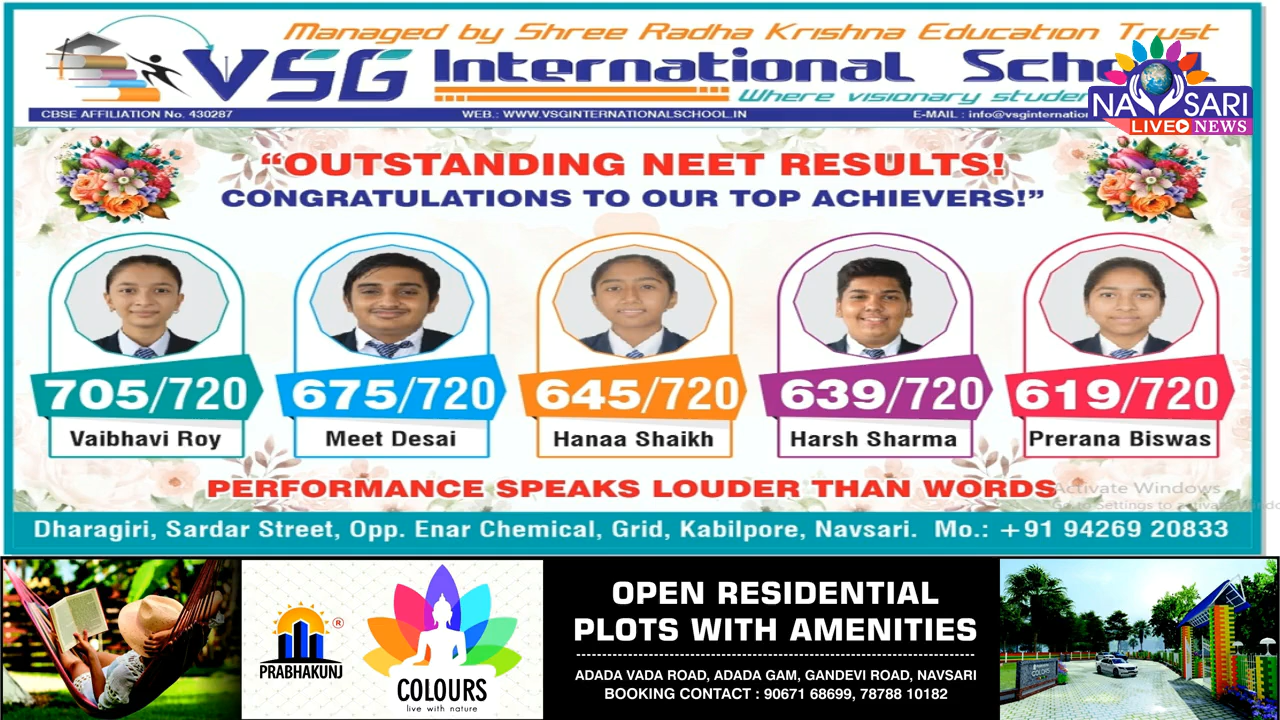 Managed by Shree Radha Krishna Education Trust
VSG International School
Where visionary
CBSE AFFILIATION No. 430287
WEB.: WWW.VSGINTERNATIONALSCHOOL.IN
E-MAIL :
NAVSARI
LIVE NEWS
“OUTSTANDING NEET RESULTS!
CONGRATULATIONS TO OUR TOP ACHIEVERS!”
705/720
675/720
645/720
639/720
619/720
Vaibhavi Roy
Meet Desai
Hanaa Shaikh
Harsh Sharma
Prerana Biswas
PERFORMANCE SPEAKS LOUDER THAN WORDS
Activate Windows
Go to Settings to
Dharagiri, Sardar Street, Opp. Enar Chemical, Grid, Kabilpore, Navsari. Mo.: +91 94269 20833
PRABHAKUNJ ®
COLOURS
live with nature
OPEN RESIDENTIAL
PLOTS WITH AMENITIES
ADADA VADA ROAD, ADADA GAM, GANDEVI ROAD, NAVSARI
BOOKING CONTACT : 90671 68699, 78788 10182